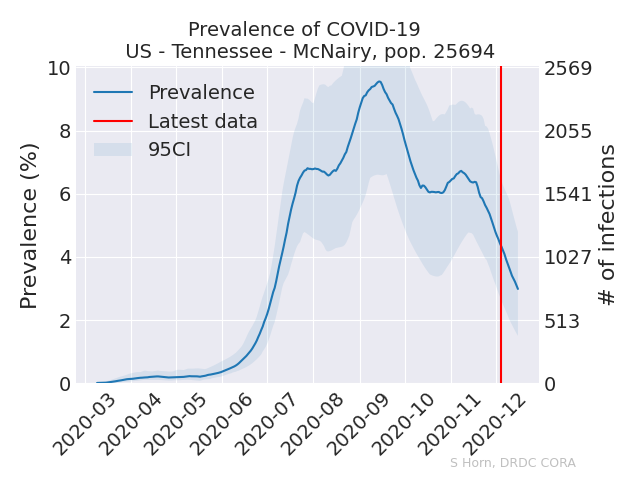 Prevalence of COVID-19
US - Tennessee - McNairy, pop. 25694
Prevalence
Latest data
95CI
Prevalence (%)
# of infections
10
8
6
4
2
0
2569
2055
1541
1027
513
0
2020-03
2020-04
2020-05
2020-06
2020-07
2020-08
2020-09
2020-10
2020-11
2020-12
S Horn, DRDC CORA